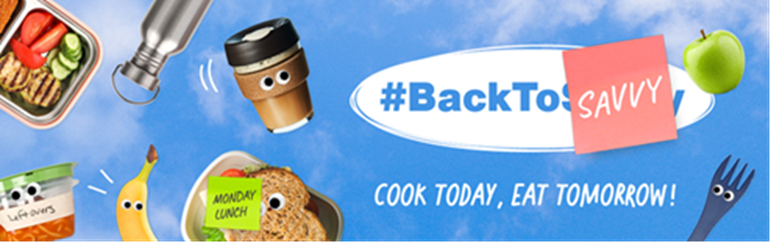 #BackToS
SAVVY
y
COOK TODAY, EAT TOMORROW!
MONDAY
LUNCH
Leftovers